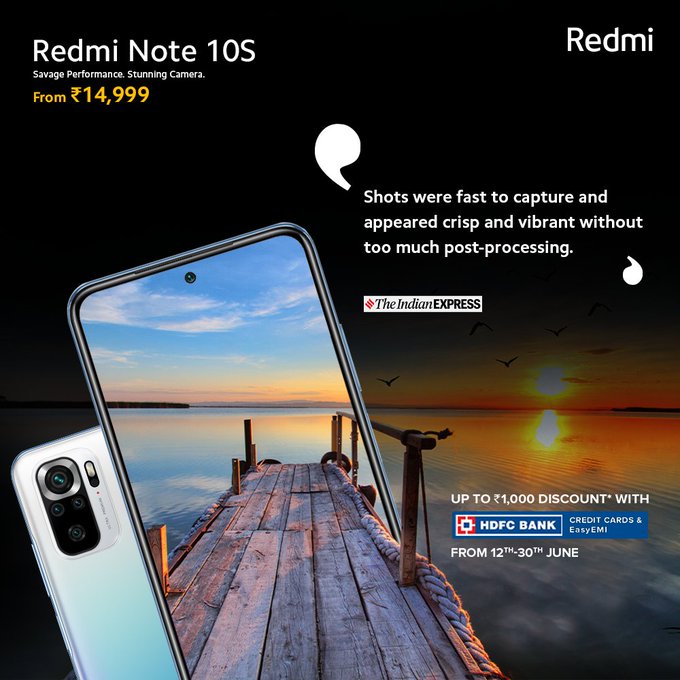 Redmi Note 10S
Savage Performance. Stunning Camera.
From ₹14,999
Redmi
Shots were fast to capture and
appeared crisp and vibrant without
too much post-processing.
The Indian EXPRESS
UP TO ₹1,000 DISCOUNT* WITH
HDFC BANK
CREDIT CARDS &
EasyEMI
FROM 12TH-30TH JUNE